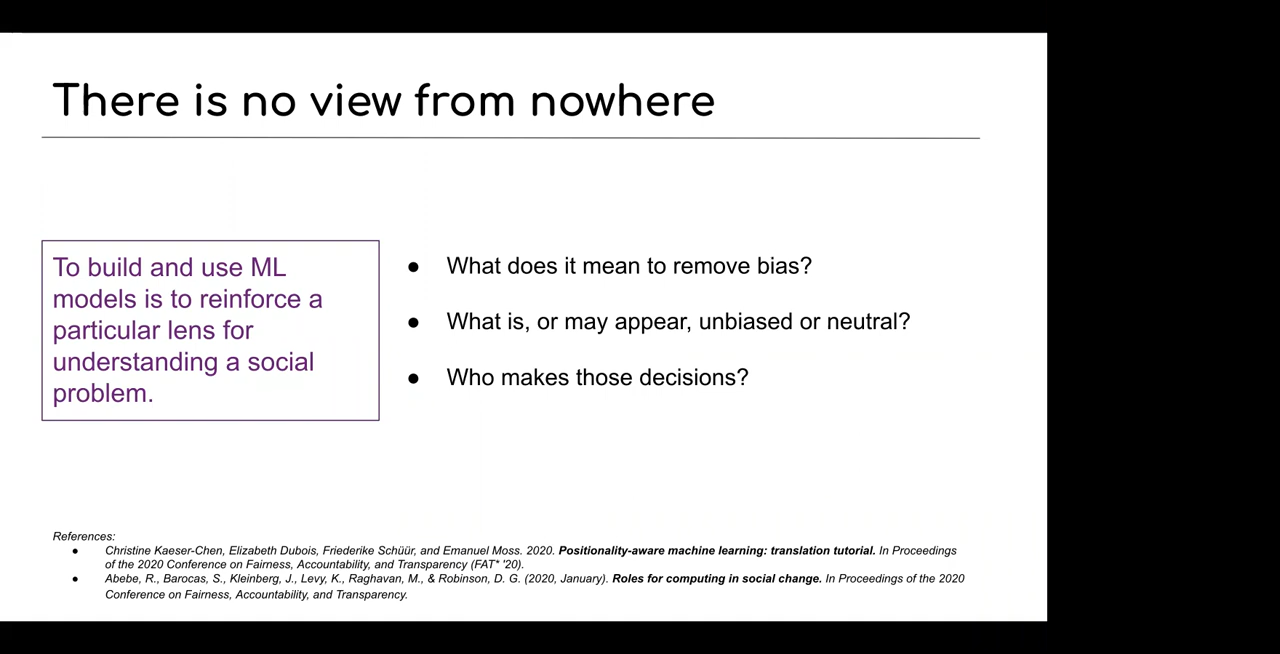 There is no view from nowhere
To build and use ML
models is to reinforce a
particular lens for
understanding a social
problem.
● What does it mean to remove bias?
● What is, or may appear, unbiased or neutral?
● Who makes those decisions?
References:
● Christine Kaeser-Chen, Elizabeth Dubois, Friederike Schüür, and Emanuel Moss. 2020. Positionality-aware machine learning: translation tutorial. In Proceedings
of the 2020 Conference on Fairness, Accountability, and Transparency (FAT* '20).
● Abebe, R., Barocas, S., Kleinberg, J., Levy, K., Raghavan, M., & Robinson, D. G. (2020, January). Roles for computing in social change. In Proceedings of the 2020
Conference on Fairness, Accountability, and Transparency.